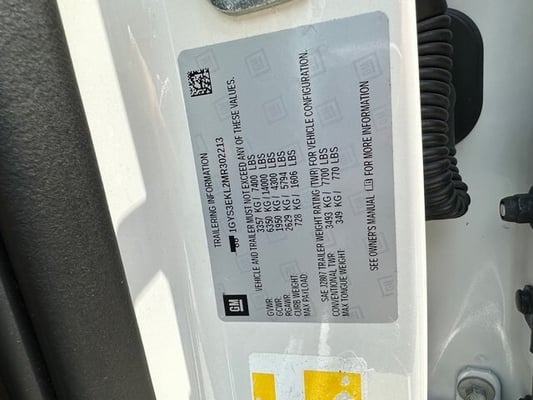 TRAILERING INFORMATION
1GYS3EKL2MR302213
VEHICLE AND TRAILER MUST NOT EXCEED ANY OF THESE VALUES.
GVWR 3357 KG / 7400 LBS
GCWR 6350 KG / 14000 LBS
RGAWR 1950 KG / 4300 LBS
CURB WEIGHT 2629 KG / 5794 LBS
MAX PAYLOAD 728 KG / 1606 LBS
SAE J2807 TRAILER WEIGHT RATING (TWR) FOR VEHICLE CONFIGURATION.
CONVENTIONAL TWR 3493 KG / 7700 LBS
MAX TONGUE WEIGHT 349 KG / 770 LBS
SEE OWNER'S MANUAL FOR MORE INFORMATION
GM